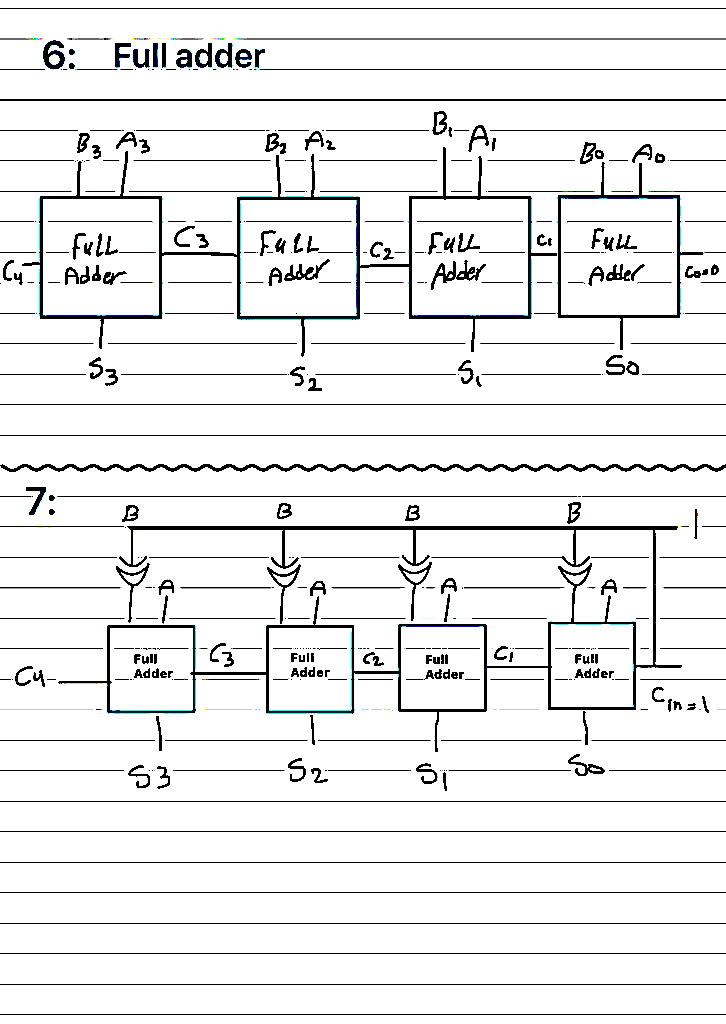 6: Full adder
B3 A3 B2 A2 B1 A1 B0 A0
C4 Full Adder C3 Full Adder C2 Full Adder C1 Full Adder C0=0
S3 S2 S1 S0
7:
B B B B 1
A A A A
C4 Full Adder C3 Full Adder C2 Full Adder C1 Full Adder Cin=1
S3 S2 S1 S0